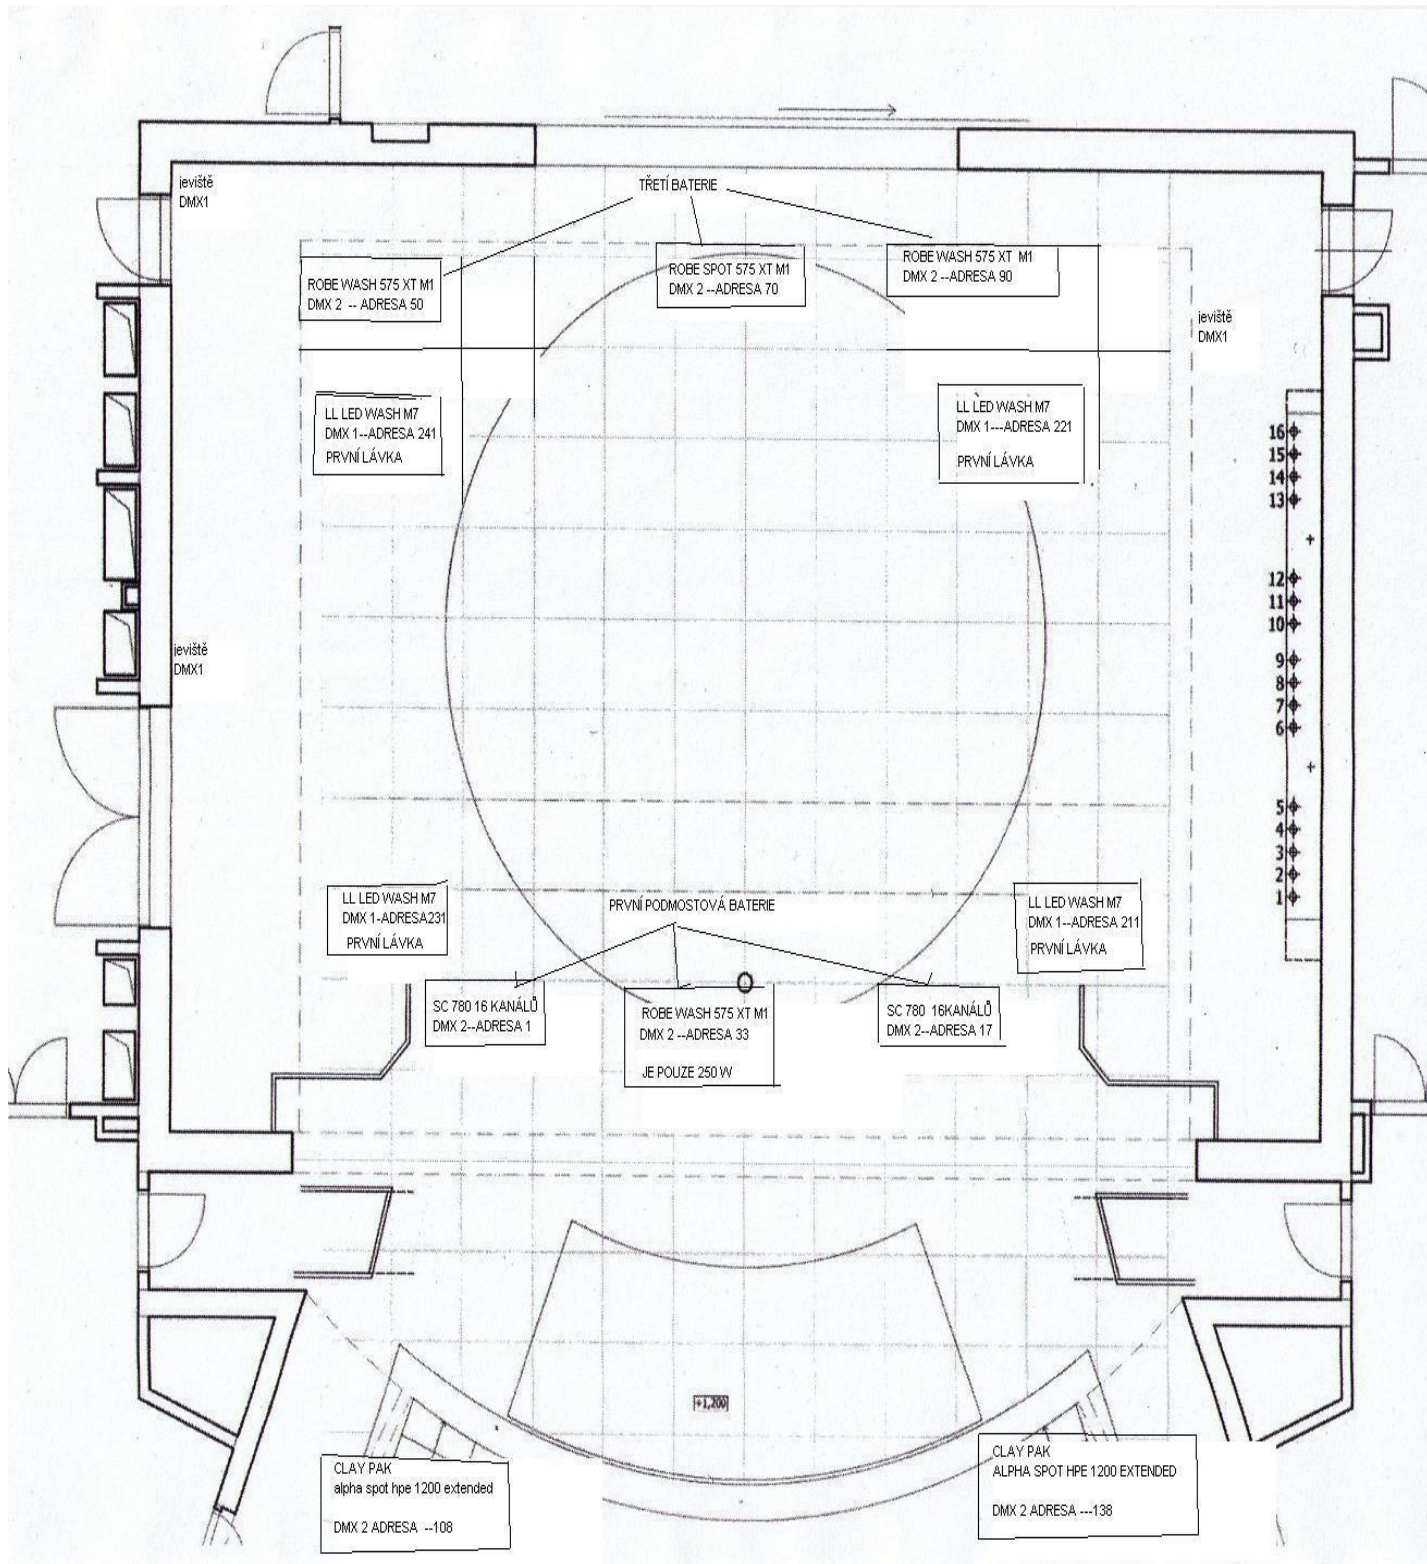 jeviště
DMX1
TŘETÍ BATERIE
ROBE WASH 575 XT M1
DMX 2 -- ADRESA 50
ROBE SPOT 575 XT M1
DMX 2 --ADRESA 70
ROBE WASH 575 XT M1
DMX 2 --ADRESA 90
jeviště
DMX1
LL LED WASH M7
DMX 1--ADRESA 241
PRVNÍ LÁVKA
LL LED WASH M7
DMX 1---ADRESA 221
PRVNÍ LÁVKA
16
15
14
13
12
11
10
9
8
7
6
5
4
3
2
1
jeviště
DMX1
LL LED WASH M7
DMX 1-ADRESA231
PRVNÍ LÁVKA
PRVNÍ PODMOSTOVÁ BATERIE
LL LED WASH M7
DMX 1--ADRESA 211
PRVNÍ LÁVKA
SC 780 16 KANÁLŮ
DMX 2--ADRESA 1
ROBE WASH 575 XT M1
DMX 2 --ADRESA 33
JE POUZE 250 W
SC 780 16KANÁLŮ
DMX 2--ADRESA 17
+1,200
CLAY PAK
alpha spot hpe 1200 extended
DMX 2 ADRESA --108
CLAY PAK
ALPHA SPOT HPE 1200 EXTENDED
DMX 2 ADRESA ---138